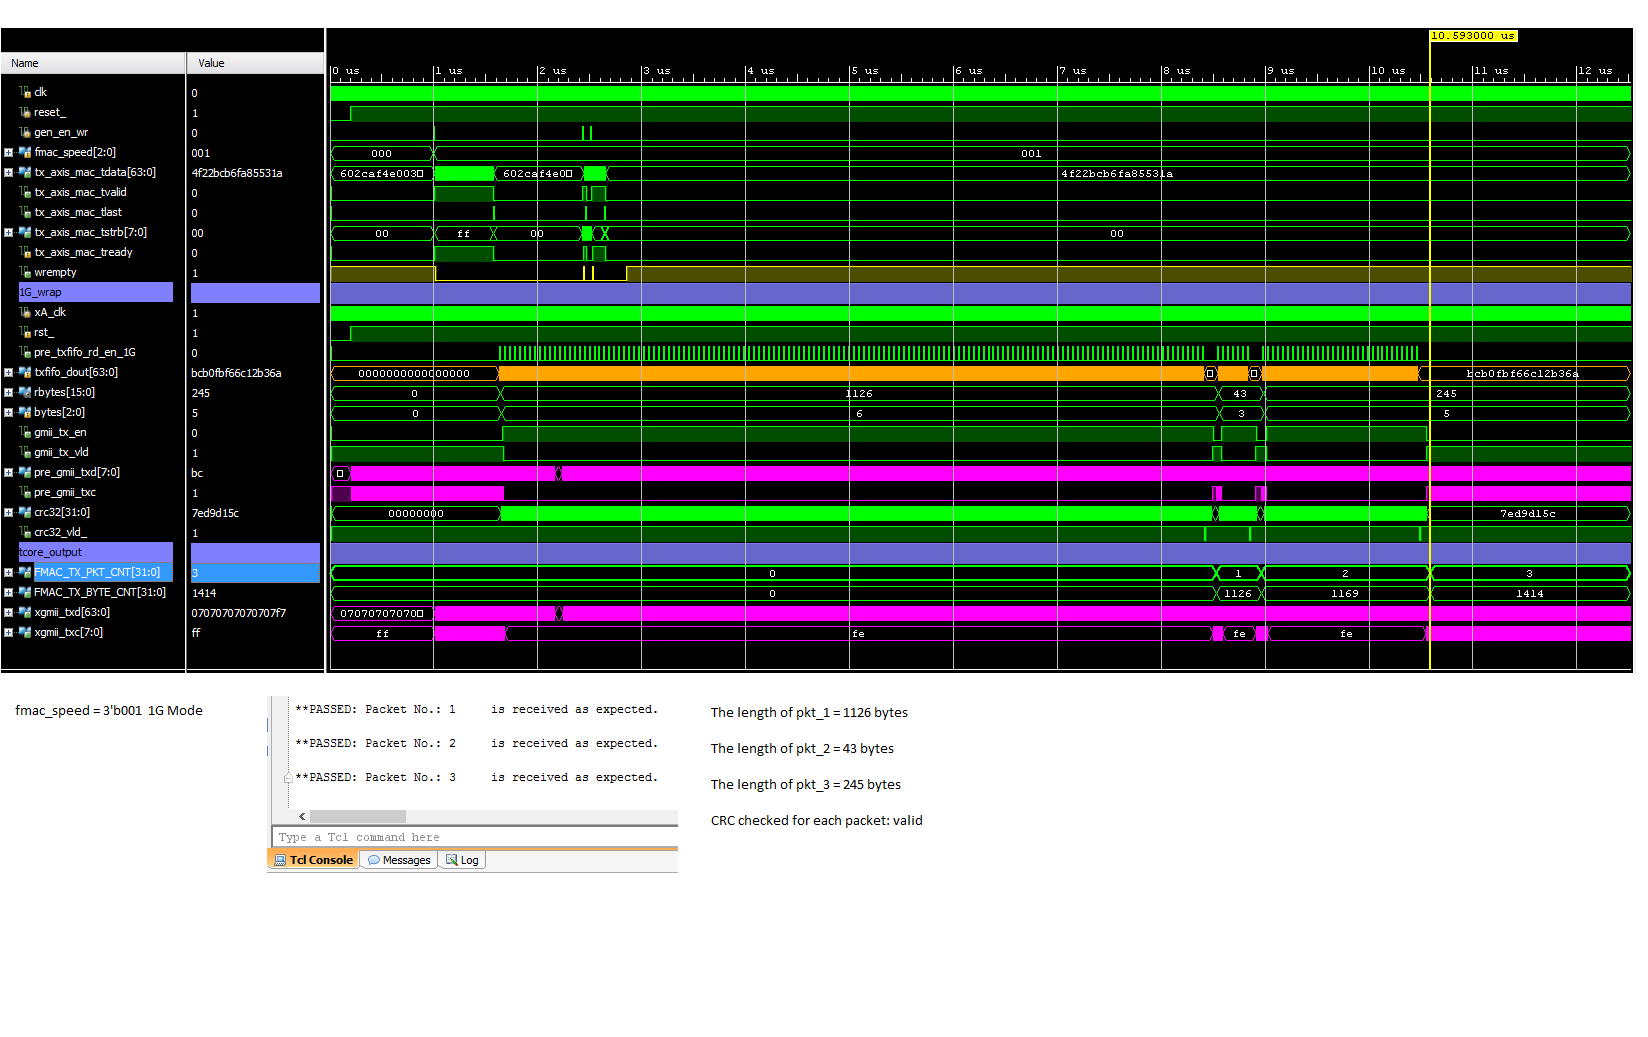 10.593000 us
Name Value
0 us 1 us 2 us 3 us 4 us 5 us 6 us 7 us 8 us 9 us 10 us 11 us 12 us
clk 0
reset_ 1
gen_en_wr 0
fmac_speed[2:0] 001 000 001
tx_axis_mac_tdata[63:0] 4f22bcb6fa85531a 602caf4e003 602caf4e0 4f22bcb6fa85531a
tx_axis_mac_tvalid 0
tx_axis_mac_tlast 0
tx_axis_mac_tstrb[7:0] 00 00 ff 00 00
tx_axis_mac_tready 0
wrempty 1
1G_wrap
xA_clk 1
rst_ 1
pre_txfifo_rd_en_1G 0
txfifo_dout[63:0] bcb0fbf66c12b36a 0000000000000000 bcb0fbf66c12b36a
rbytes[15:0] 245 0 1126 43 245
bytes[2:0] 5 0 6 3 5
gmii_tx_en 0
gmii_tx_vld 1
pre_gmii_txd[7:0] bc
pre_gmii_txc 1
crc32[31:0] 7ed9d15c 00000000 7ed9d15c
crc32_vld_ 1
tcore_output
FMAC_TX_PKT_CNT[31:0] 3 0 1 2 3
FMAC_TX_BYTE_CNT[31:0] 1414 0 1126 1169 1414
xgmii_txd[63:0] 07070707070707f7 07070707070
xgmii_txc[7:0] ff ff fe fe fe
fmac_speed = 3'b001 1G Mode
**PASSED: Packet No.: 1 is received as expected.
**PASSED: Packet No.: 2 is received as expected.
**PASSED: Packet No.: 3 is received as expected.
Type a Tcl command here
Tcl Console Messages Log
The length of pkt_1 = 1126 bytes
The length of pkt_2 = 43 bytes
The length of pkt_3 = 245 bytes
CRC checked for each packet: valid